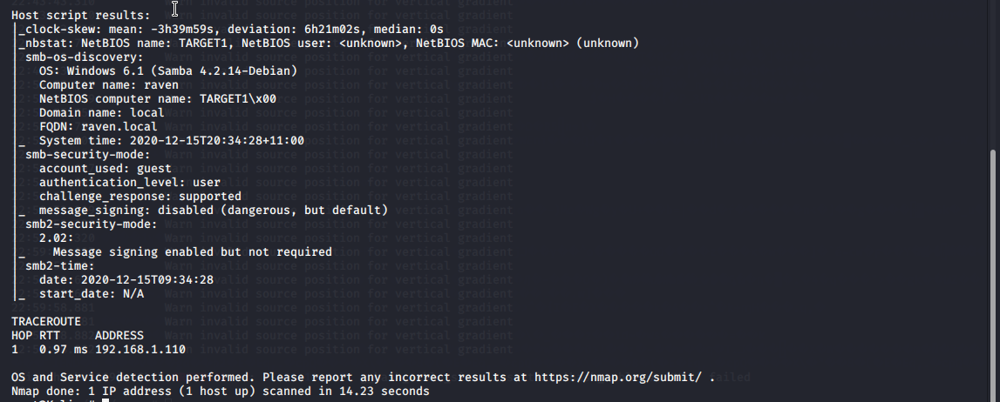 Host script results:
|_clock-skew: mean: -3h39m59s, deviation: 6h21m02s, median: 0s
|_nbstat: NetBIOS name: TARGET1, NetBIOS user: <unknown>, NetBIOS MAC: <unknown> (unknown)
| smb-os-discovery:
|   OS: Windows 6.1 (Samba 4.2.14-Debian)
|   Computer name: raven
|   NetBIOS computer name: TARGET1\x00
|   Domain name: local
|   FQDN: raven.local
|_  System time: 2020-12-15T20:34:28+11:00
| smb-security-mode:
|   account_used: guest
|   authentication_level: user
|   challenge_response: supported
|_  message_signing: disabled (dangerous, but default)
| smb2-security-mode:
|   2.02:
|_    Message signing enabled but not required
| smb2-time:
|   date: 2020-12-15T09:34:28
|_  start_date: N/A
TRACEROUTE
HOP RTT     ADDRESS
1   0.97 ms 192.168.1.110
OS and Service detection performed. Please report any incorrect results at https://nmap.org/submit/ .
Nmap done: 1 IP address (1 host up) scanned in 14.23 seconds